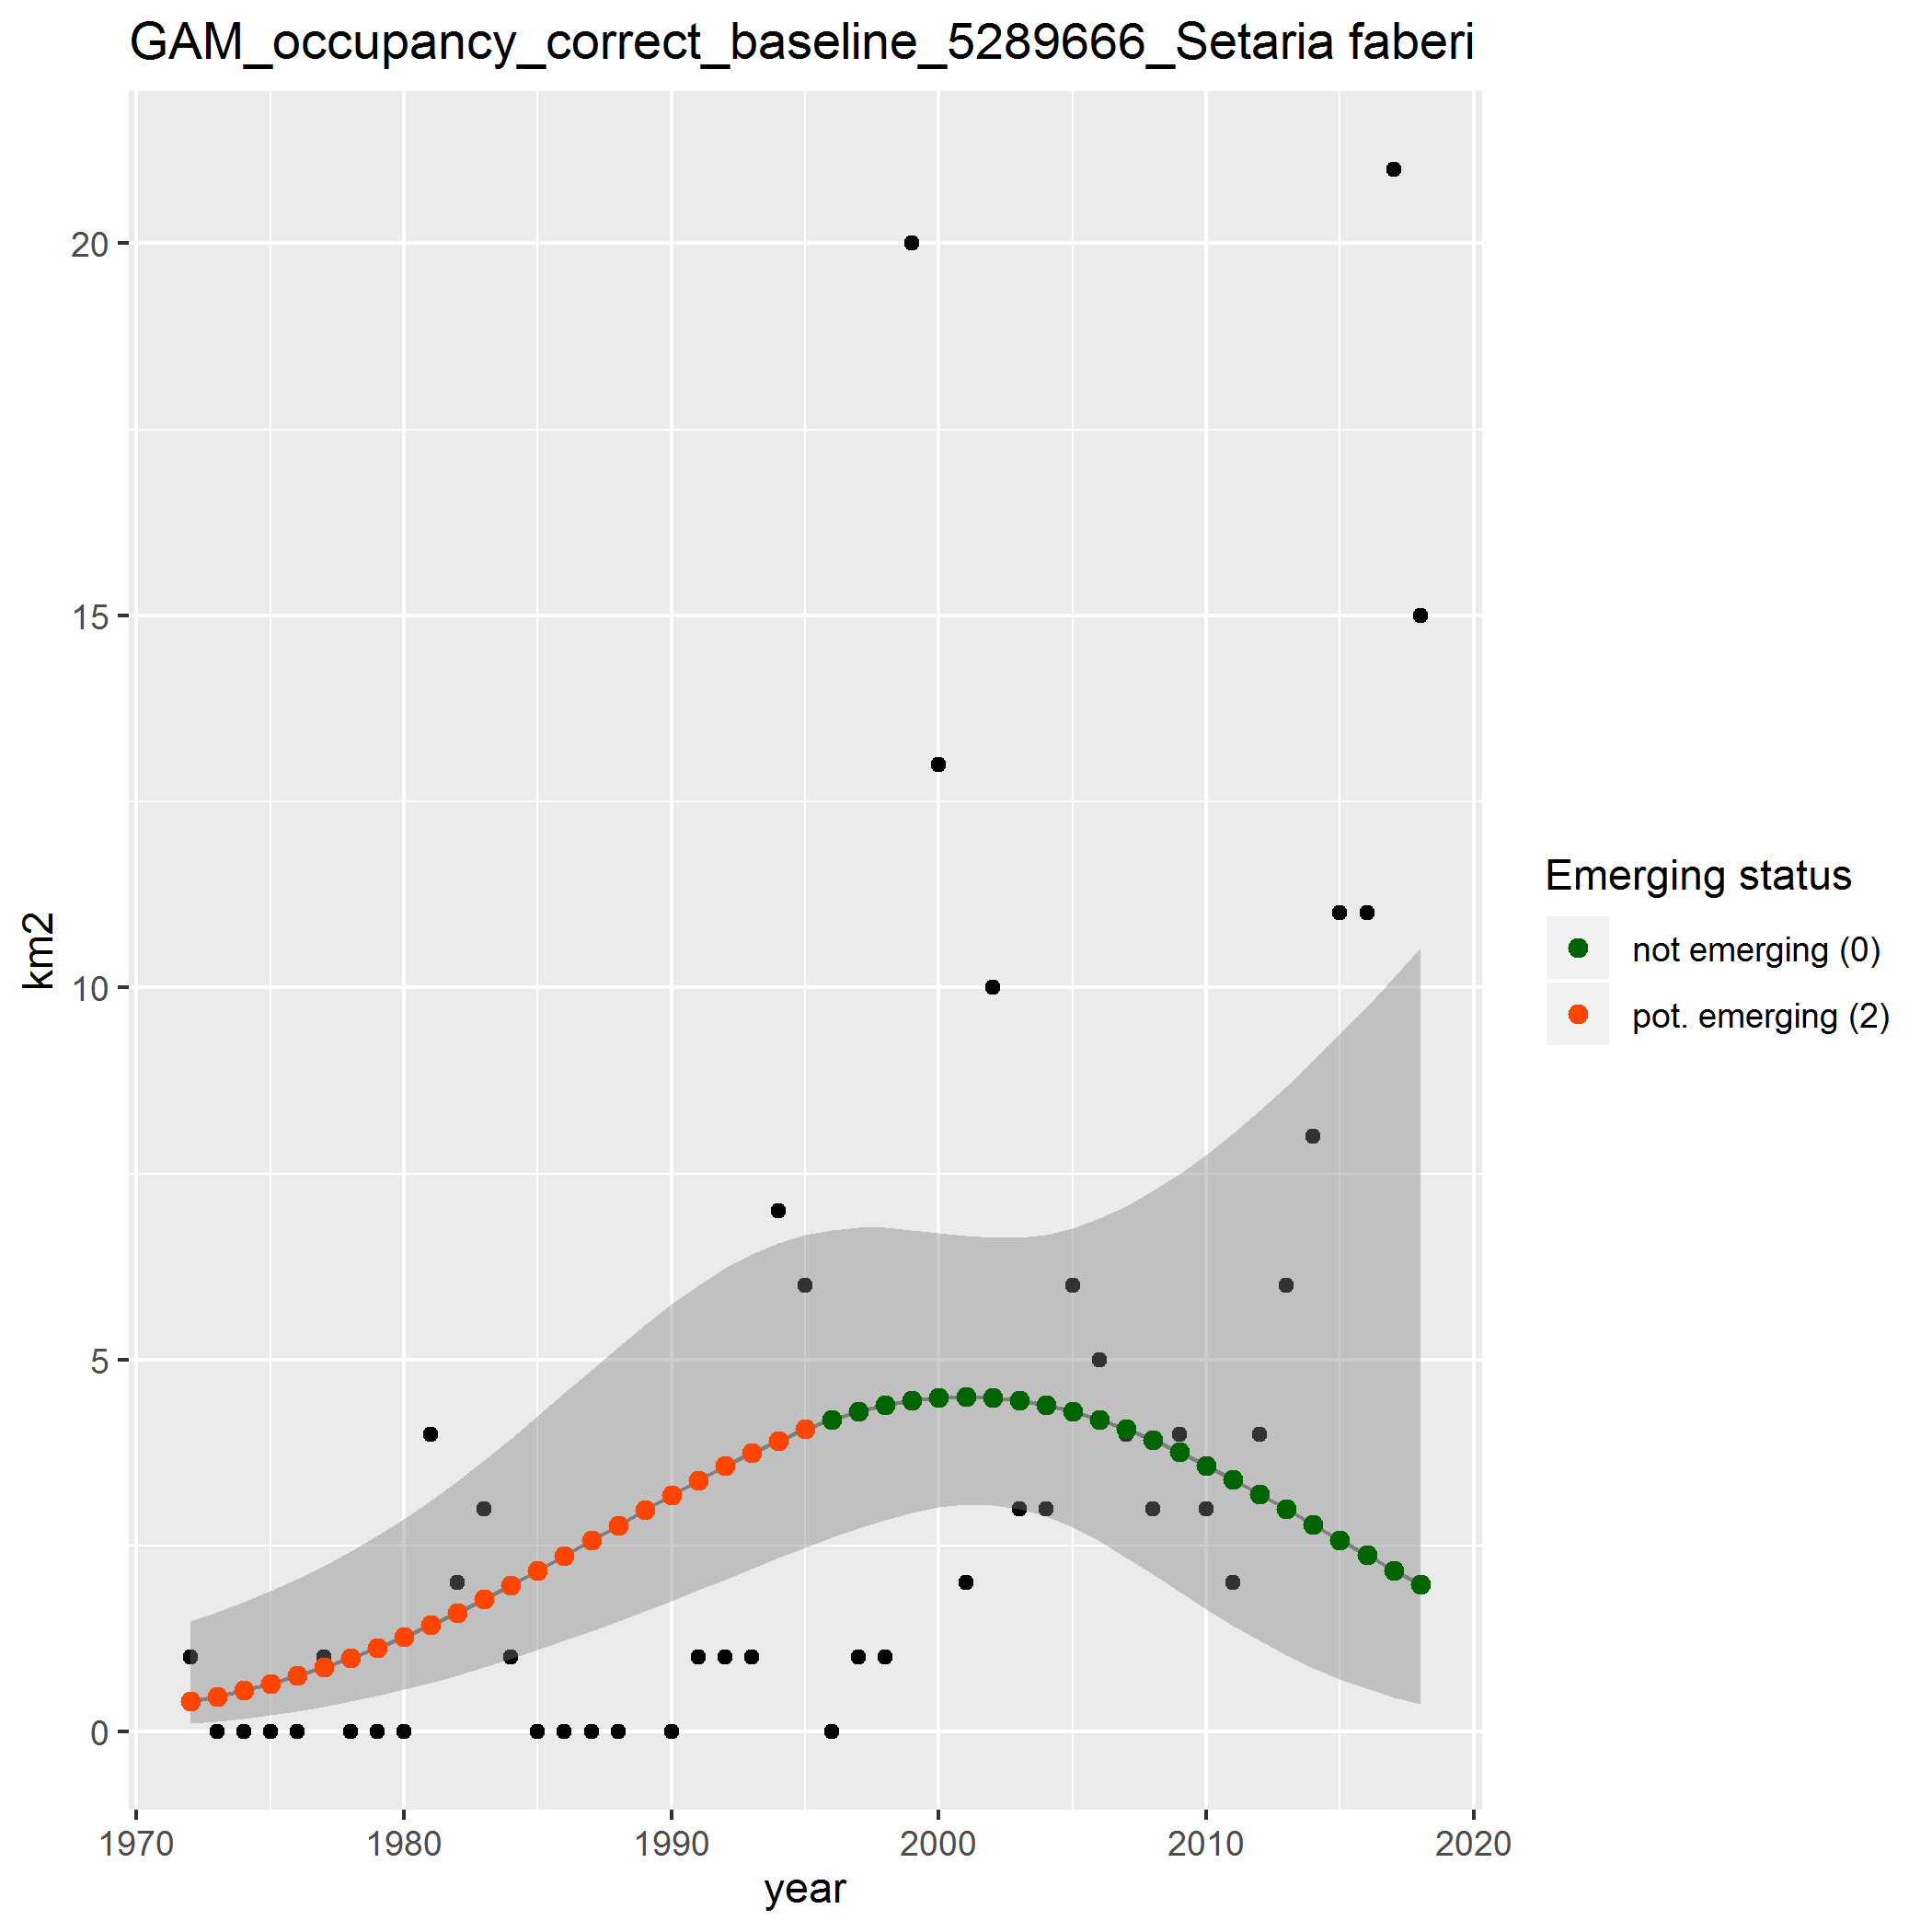 GAM_occupancy_correct_baseline_5289666_Setaria faberi
km2
20
15
10
5
0
1970 1980 1990 2000 2010 2020
year
Emerging status
not emerging (0)
pot. emerging (2)